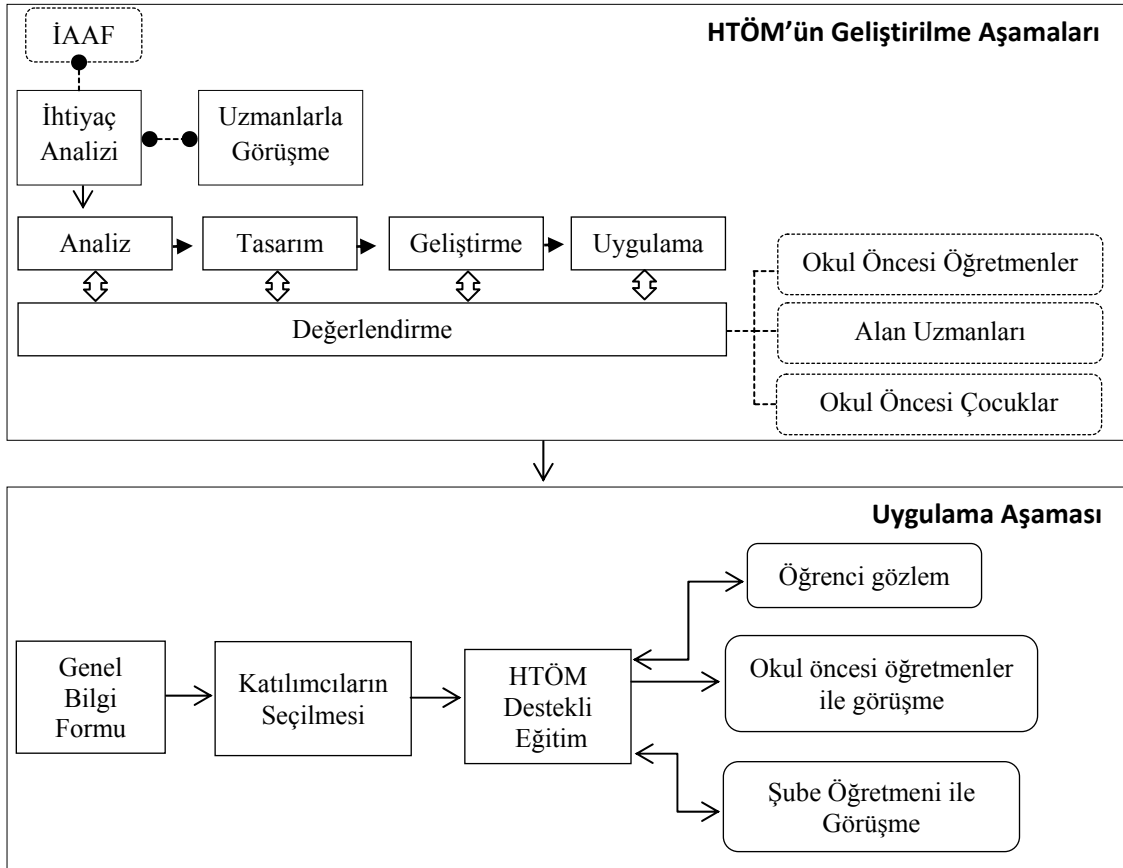 İAAF
HTÖM’ün Geliştirilme Aşamaları
İhtiyaç
Analizi
Uzmanlarla
Görüşme
Analiz
Tasarım
Geliştirme
Uygulama
Değerlendirme
Okul Öncesi Öğretmenler
Alan Uzmanları
Okul Öncesi Çocuklar
Uygulama Aşaması
Genel
Bilgi
Formu
Katılımcıların
Seçilmesi
HTÖM
Destekli
Eğitim
Öğrenci gözlem
Okul öncesi öğretmenler
ile görüşme
Şube Öğretmeni ile
Görüşme